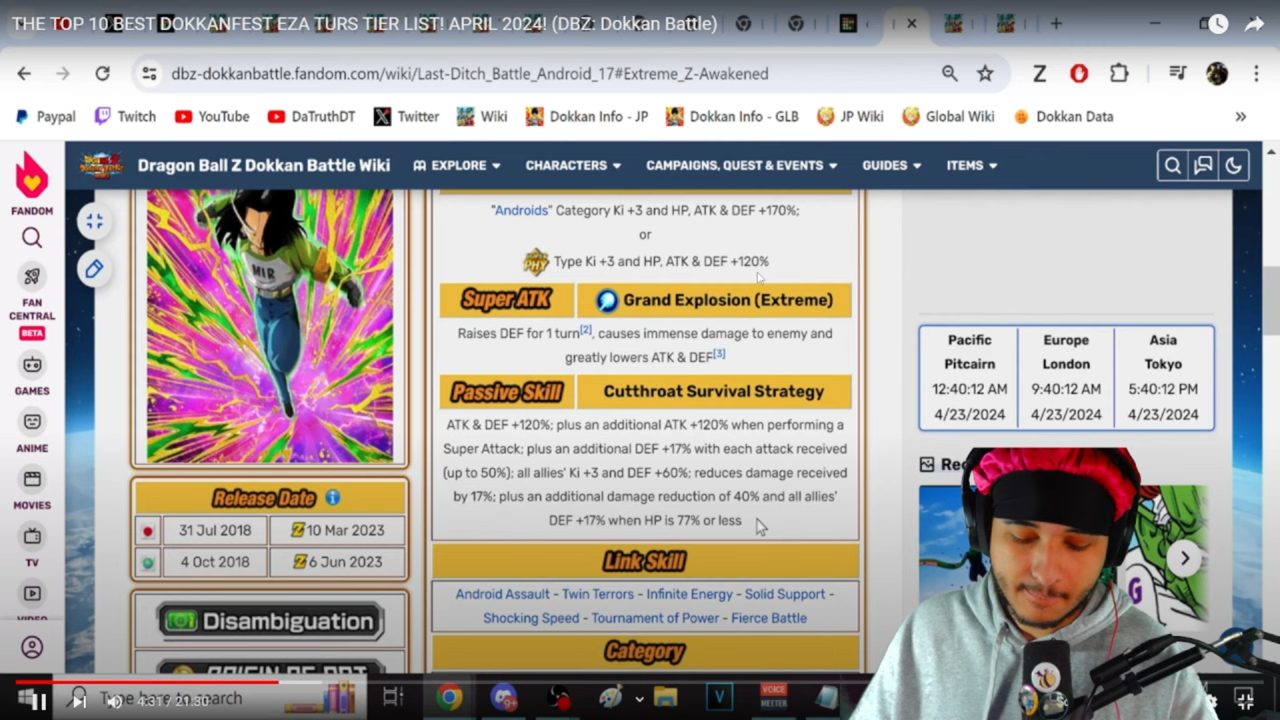 THE TOP 10 BEST DOKKANFEST EZA TURS TIER LIST! APRIL 2024! (DBZ: Dokkan Battle)
dbz-dokkanbattle.fandom.com/wiki/Last-Ditch_Battle_Android_17#Extreme_Z-Awakened
Paypal Twitch YouTube DaTruthDT Twitter Wiki Dokkan Info - JP Dokkan Info - GLB JP Wiki Global Wiki Dokkan Data »
Dragon Ball Z Dokkan Battle Wiki EXPLORE CHARACTERS CAMPAIGNS, QUEST & EVENTS GUIDES ITEMS
FANDOM
FAN
CENTRAL
BETA
GAMES
ANIME
MOVIES
TV
MIR
"Androids" Category Ki +3 and HP, ATK & DEF +170%;
or
SUPER PHY Type Ki +3 and HP, ATK & DEF +120%
Super ATK Grand Explosion (Extreme)
Raises DEF for 1 turn[2], causes immense damage to enemy and
greatly lowers ATK & DEF[3]
Passive Skill Cutthroat Survival Strategy
ATK & DEF +120%; plus an additional ATK +120% when performing a
Super Attack; plus an additional DEF +17% with each attack received
(up to 50%); all allies' Ki +3 and DEF +60%; reduces damage received
by 17%; plus an additional damage reduction of 40% and all allies'
DEF +17% when HP is 77% or less
Link Skill
Android Assault - Twin Terrors - Infinite Energy - Solid Support -
Shocking Speed - Tournament of Power - Fierce Battle
Category
Release Date
31 Jul 2018 Z 10 Mar 2023
4 Oct 2018 Z 6 Jun 2023
Disambiguation
Pacific Europe Asia
Pitcairn London Tokyo
12:40:12 AM 9:40:12 AM 5:40:12 PM
4/23/2024 4/23/2024 4/23/2024
Type here to search
4:31 / 21:30
VOICE
MEETER